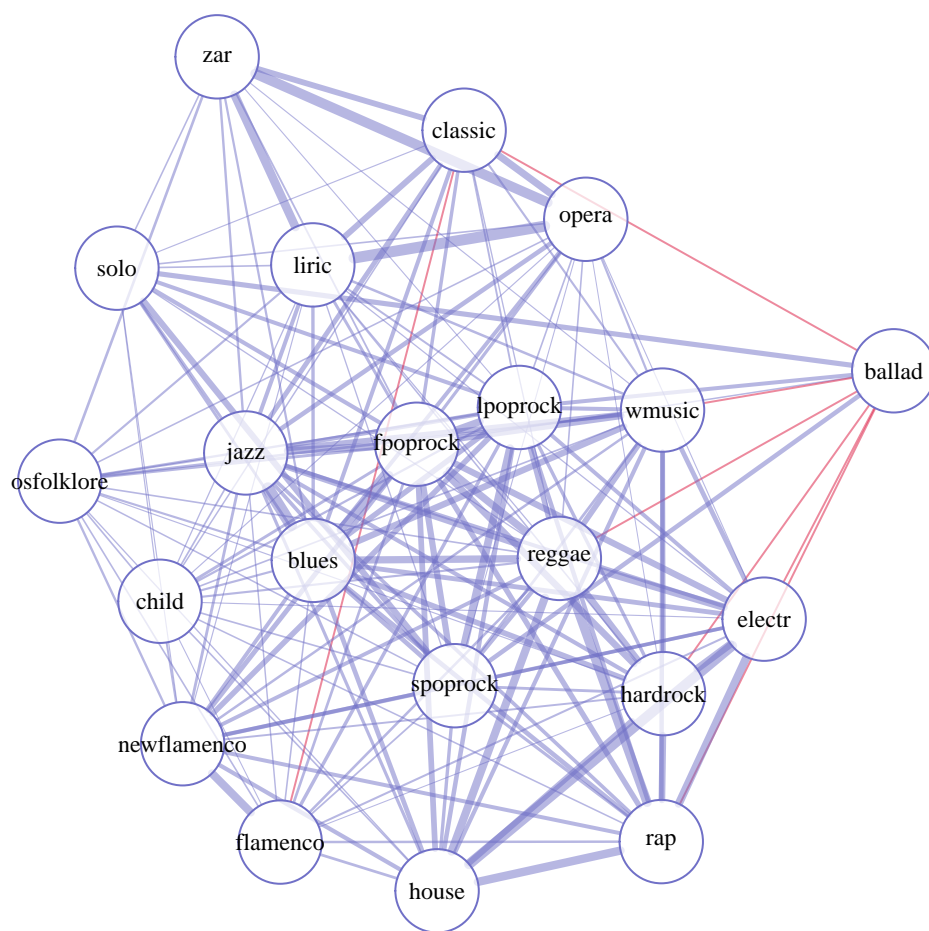 zar
classic
opera
solo
liric
ballad
lpoprock
wmusic
fpoprock
jazz
osfolklore
blues
reggae
child
electr
spoprock
hardrock
newflamenco
flamenco
rap
house